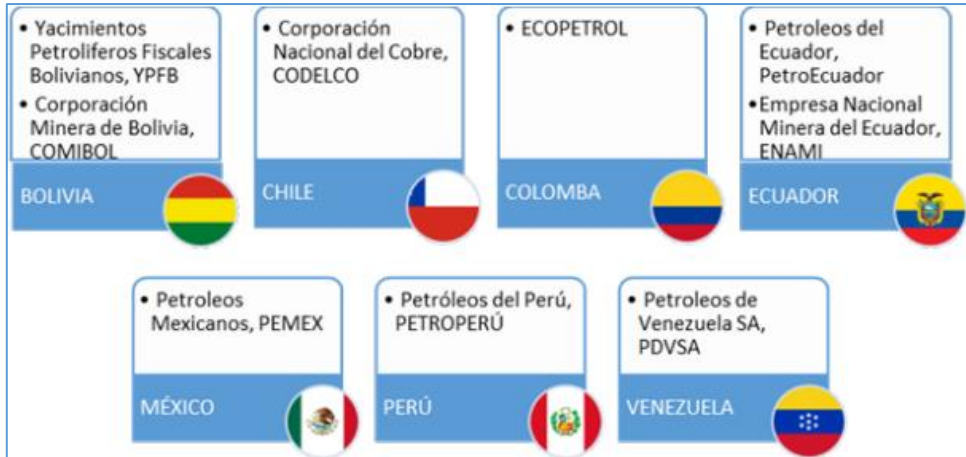 • Yacimientos
Petroliferos Fiscales
Bolivianos, YPFB
• Corporación
Minera de Bolivia,
COMIBOL
BOLIVIA
• Corporación
Nacional del Cobre,
CODELCO
CHILE
• ECOPETROL
COLOMBA
• Petroleos del
Ecuador,
PetroEcuador
•Empresa Nacional
Minera del Ecuador,
ENAMI
ECUADOR
• Petroleos
Mexicanos, PEMEX
MÉXICO
• Petróleos del Perú,
PETROPERÚ
PERÚ
• Petroleos de
Venezuela SA,
PDVSA
VENEZUELA